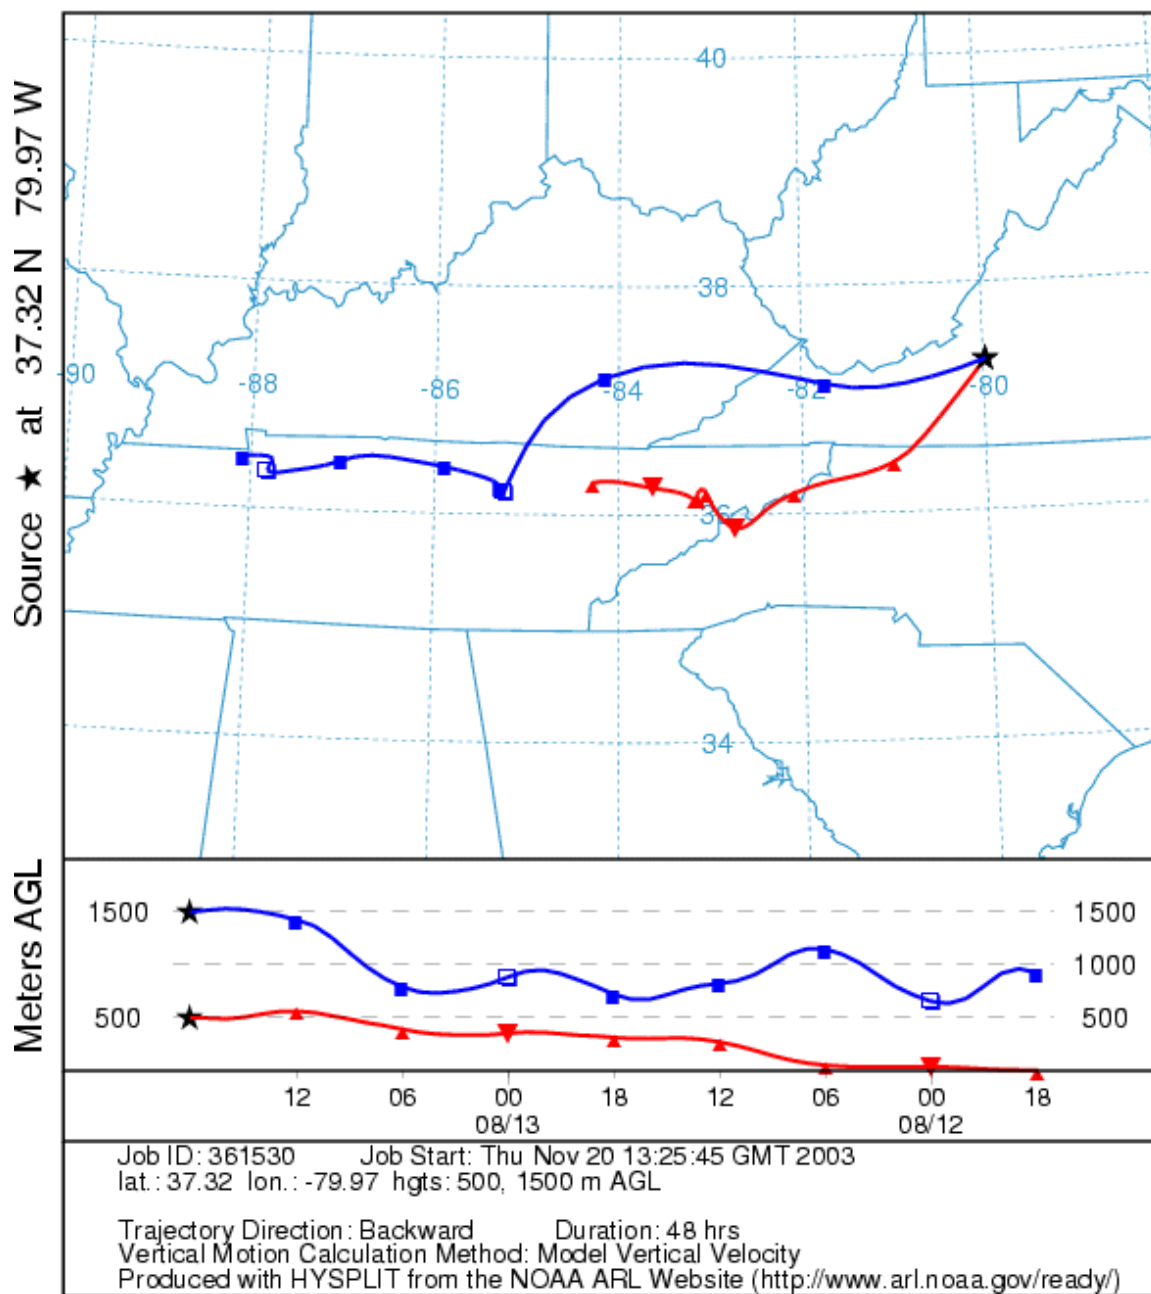 Source ★ at 37.32 N 79.97 W
40
38
-90
-88
-86
-84
-82
-80
36
34
Meters AGL
1500
1500
1000
500
500
12 06 00 18 12 06 00 18
08/13 08/12
Job ID: 361530 Job Start: Thu Nov 20 13:25:45 GMT 2003
lat.: 37.32 lon.: -79.97 hgts: 500, 1500 m AGL
Trajectory Direction: Backward Duration: 48 hrs
Vertical Motion Calculation Method: Model Vertical Velocity
Produced with HYSPLIT from the NOAA ARL Website (http://www.arl.noaa.gov/ready/)